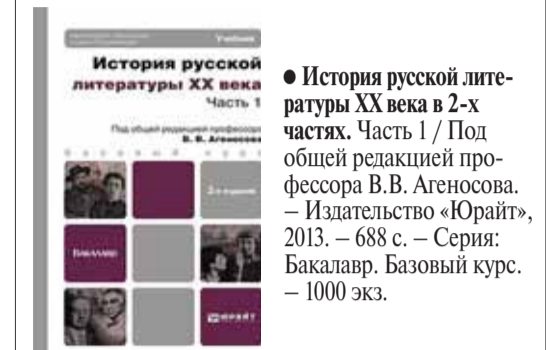 Учебник
История русской
литературы XX века
Часть 1
Под общей редакцией профессора
В. В. Агеносова
2-е издание
БАКАЛАВР
ЮРАЙТ
● История русской лите-
ратуры XX века в 2-х
частях. Часть 1 / Под
общей редакцией про-
фессора В.В. Агеносова.
– Издательство «Юрайт»,
2013. – 688 с. – Серия:
Бакалавр. Базовый курс.
– 1000 экз.